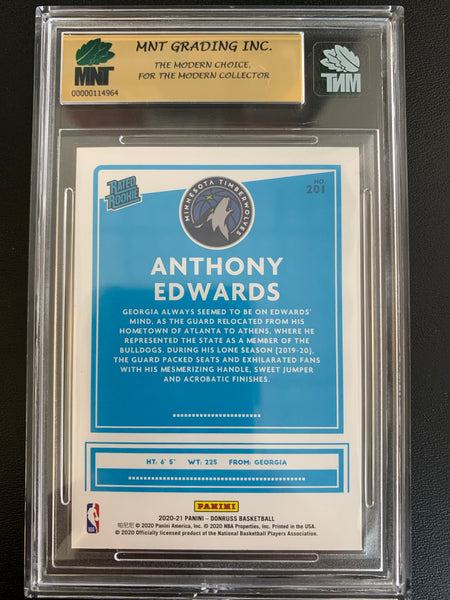 MNT GRADING INC.
THE MODERN CHOICE,
FOR THE MODERN COLLECTOR
MNT
00000114964
MNT
RATED
ROOKIE
MINNESOTA TIMBERWOLVES
NO.
201
ANTHONY
EDWARDS
GEORGIA ALWAYS SEEMED TO BE ON EDWARDS'
MIND, AS THE GUARD RELOCATED FROM HIS
HOMETOWN OF ATLANTA TO ATHENS, WHERE HE
REPRESENTED THE STATE AS A MEMBER OF THE
BULLDOGS. DURING HIS LONE SEASON (2019-20),
THE GUARD PACKED SEATS AND EXHILARATED FANS
WITH HIS MESMERIZING HANDLE, SWEET JUMPER
AND ACROBATIC FINISHES.
HT: 6' 5" WT: 225 FROM: GEORGIA
PANINI
2020-21 PANINI - DONRUSS BASKETBALL
帕尼尼 © 2020 Panini America, Inc. © 2020 NBA Properties, Inc. Printed in the USA.
© 2020 Officially licensed product of the National Basketball Players Association.
NBA